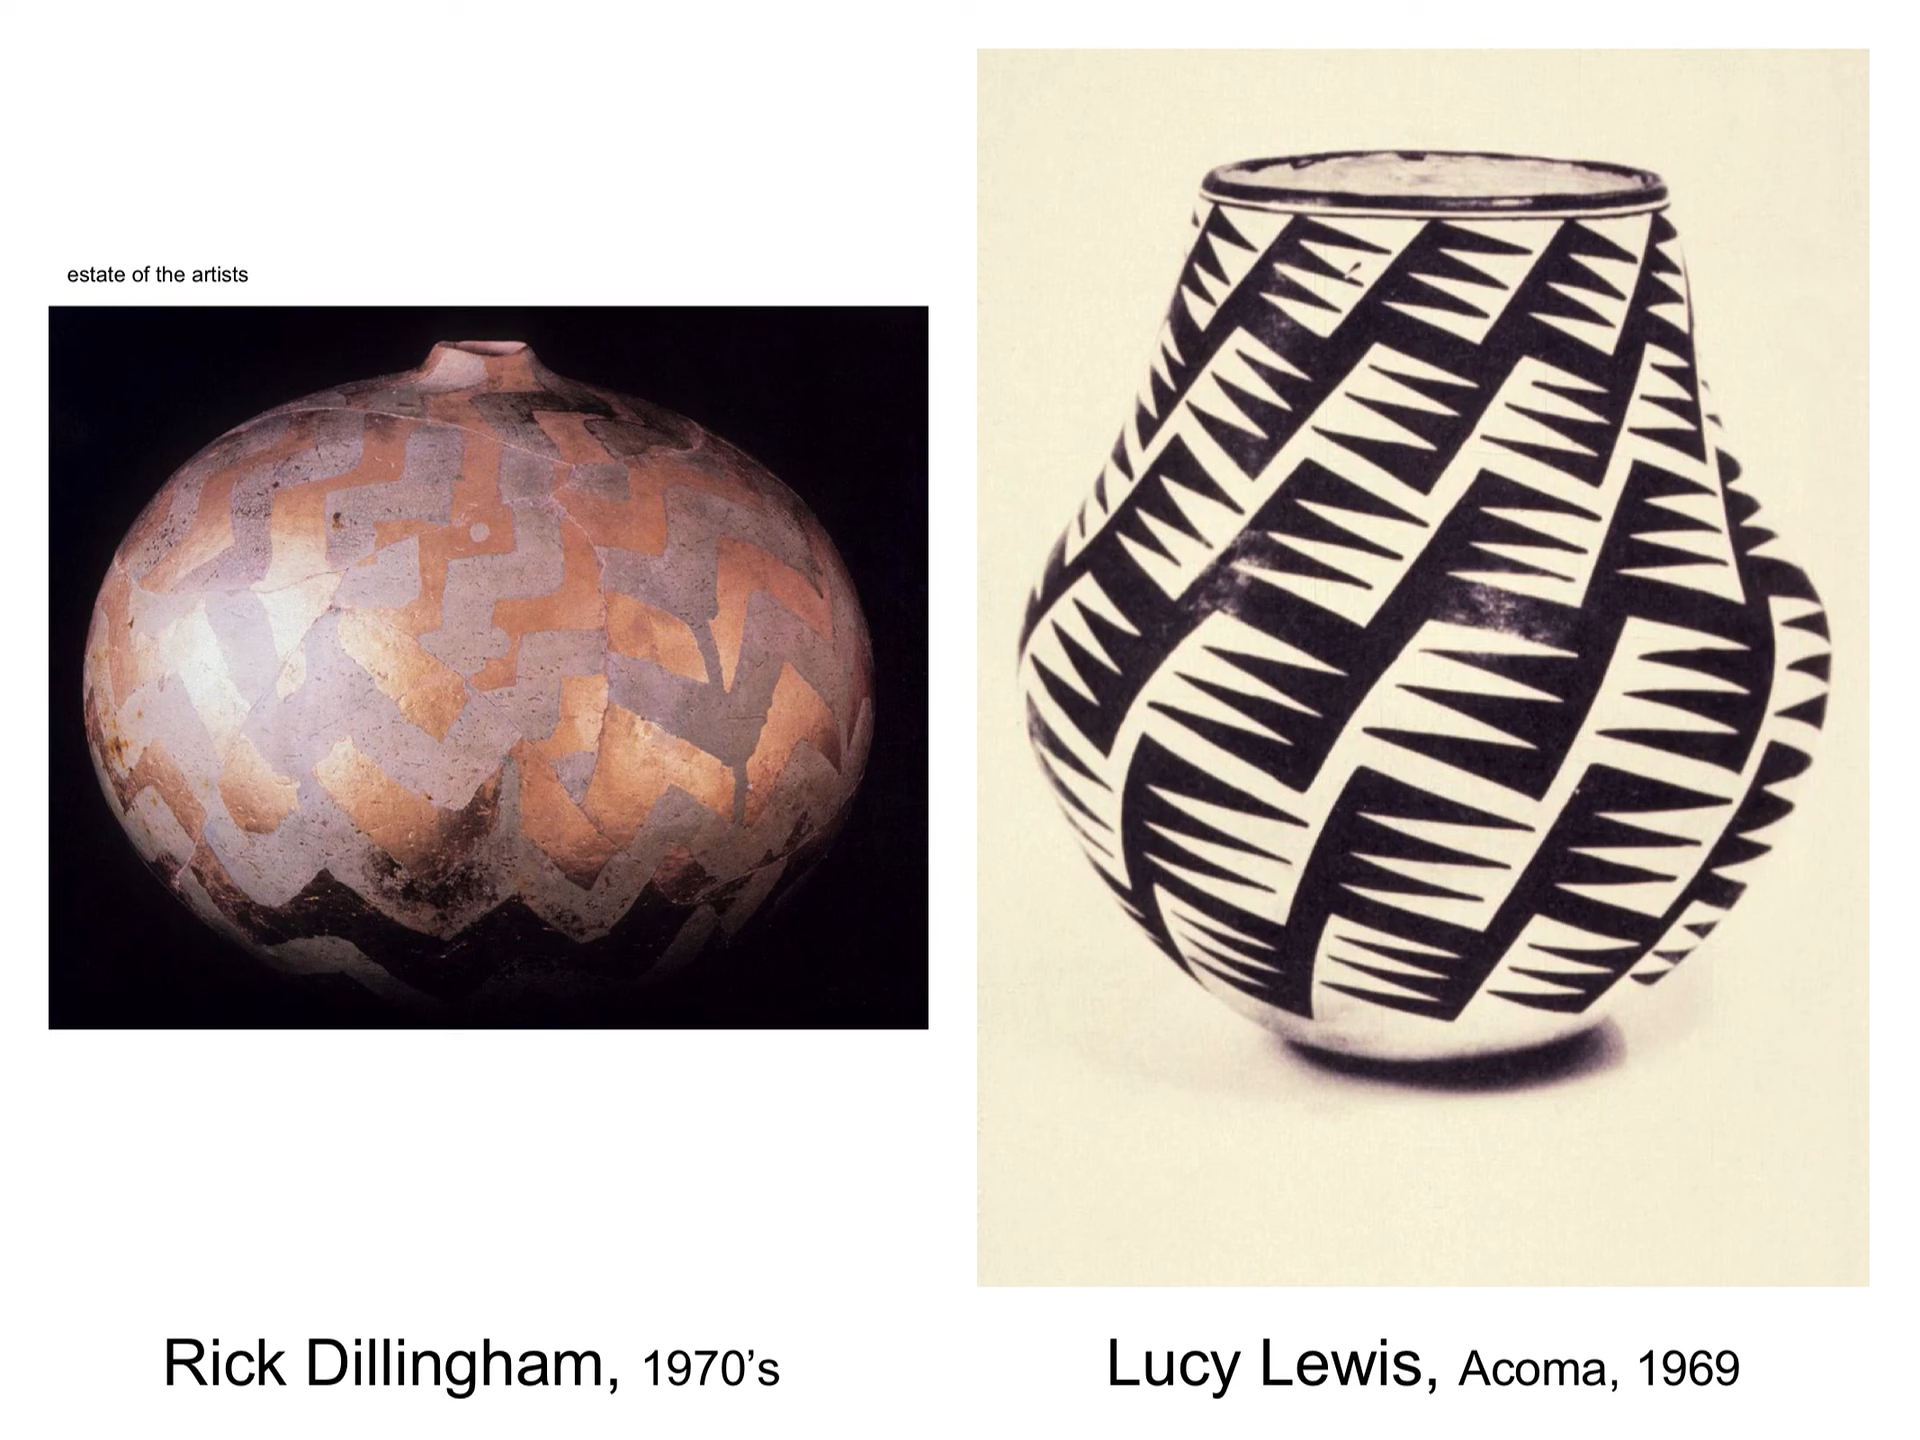 estate of the artists
Rick Dillingham, 1970’s
Lucy Lewis, Acoma, 1969